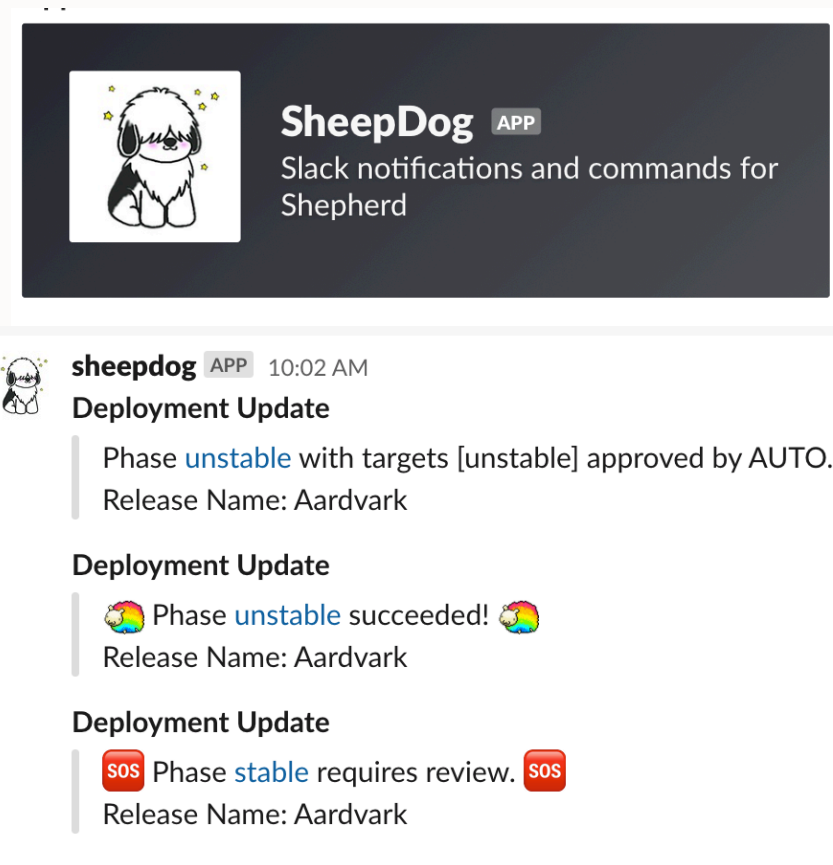 SheepDog APP
Slack notifications and commands for
Shepherd
sheepdog APP 10:02 AM
Deployment Update
Phase unstable with targets [unstable] approved by AUTO.
Release Name: Aardvark
Deployment Update
Phase unstable succeeded!
Release Name: Aardvark
Deployment Update
SOS Phase stable requires review. SOS
Release Name: Aardvark